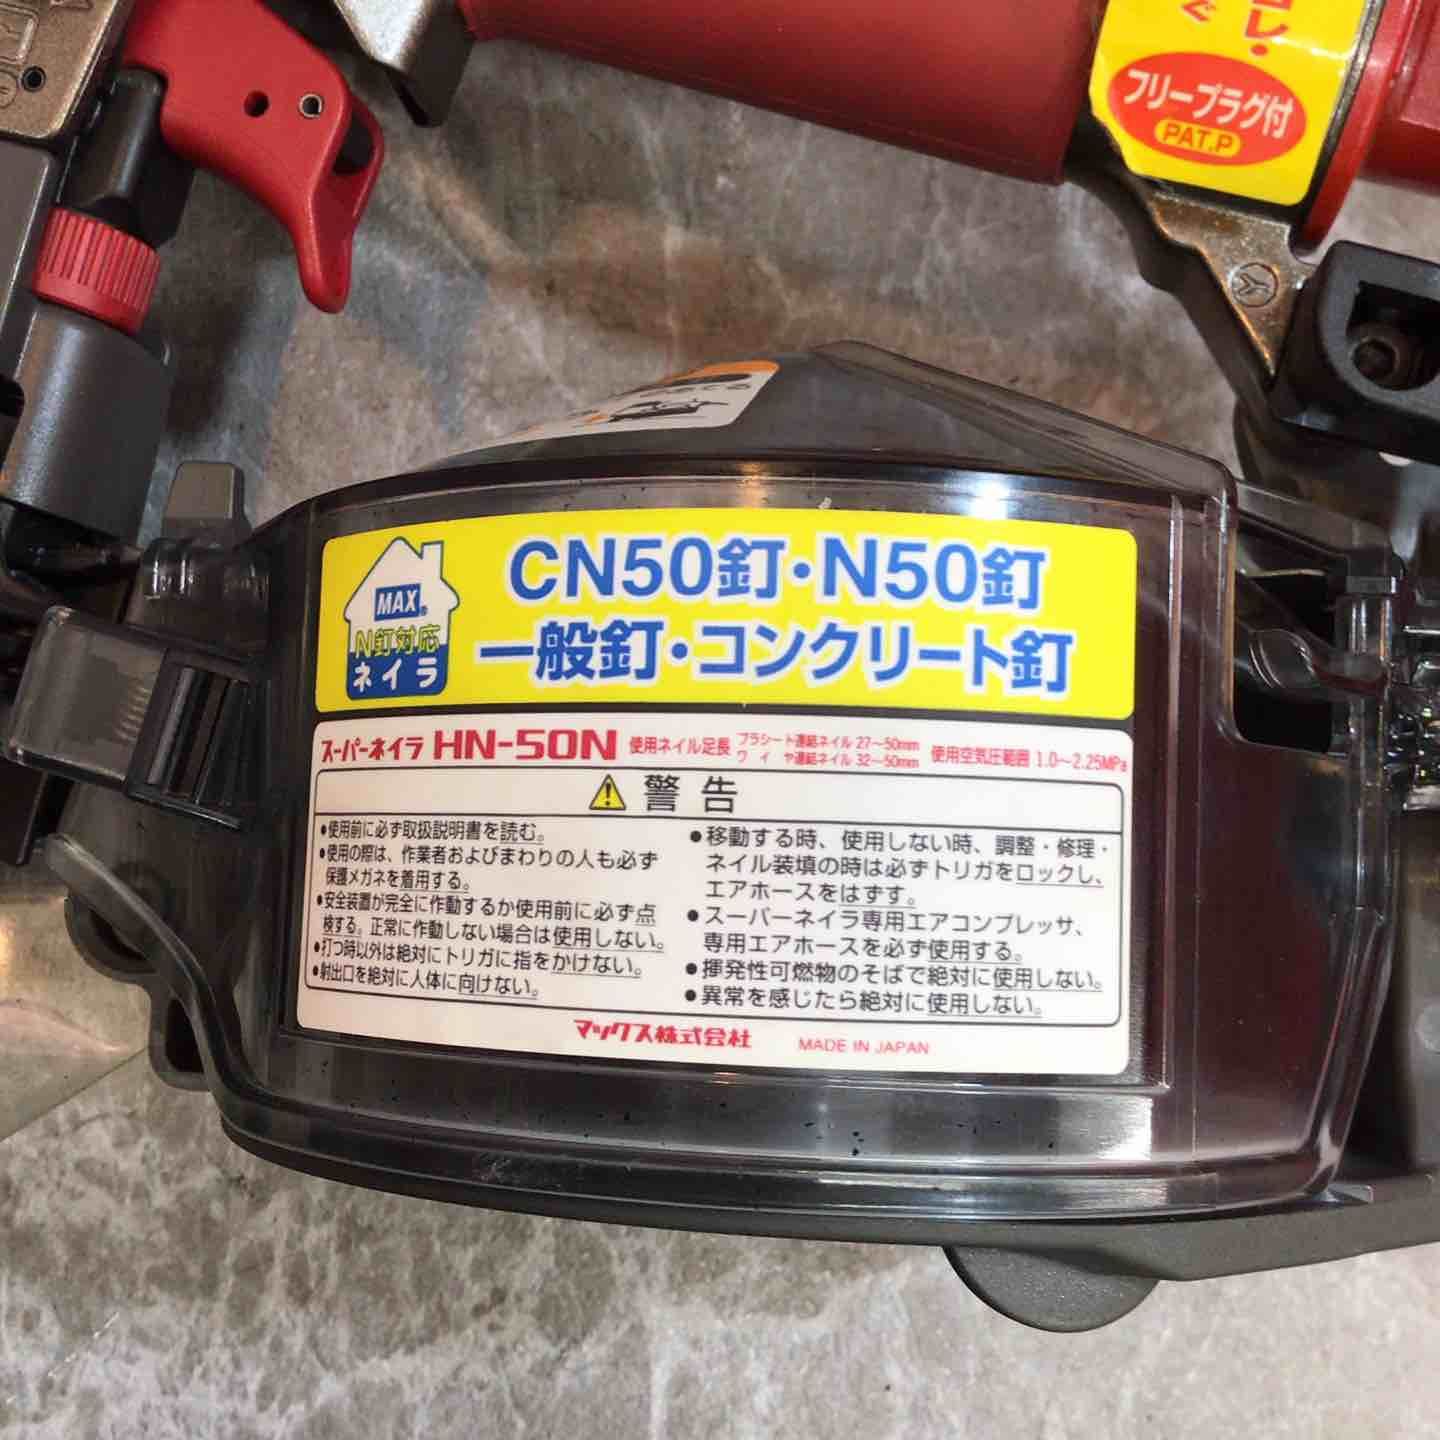 フリープラグ付
PAT.P
CN50釘・N50釘
一般釘・コンクリート釘
MAX®
N釘対応
ネイラ
スーパーネイラ HN-50N 使用ネイル足長 プラシート連結ネイル 27〜50mm 使用空気圧範囲 1.0〜2.25MPa
ワイヤ連結ネイル 32〜50mm
警告
●使用前に必ず取扱説明書を読む。
●使用の際は、作業者およびまわりの人も必ず
保護メガネを着用する。
●安全装置が完全に作動するか使用前に必ず点
検する。正常に作動しない場合は使用しない。
●打つ時以外は絶対にトリガに指をかけない。
●射出口を絶対に人体に向けない。
●移動する時、使用しない時、調整・修理・
ネイル装填の時は必ずトリガをロックし、
エアホースをはずす。
●スーパーネイラ専用エアコンプレッサ、
専用エアホースを必ず使用する。
●揮発性可燃物のそばで絶対に使用しない。
●異常を感じたら絶対に使用しない。
マックス株式会社 MADE IN JAPAN